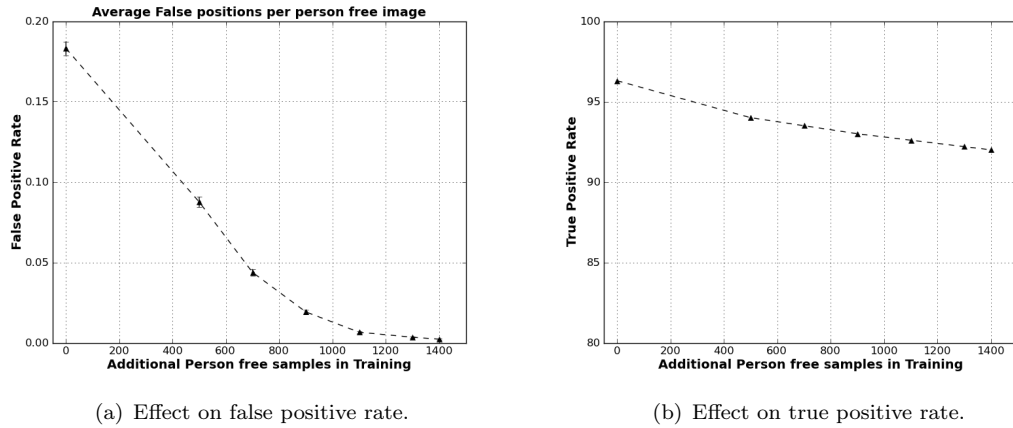 Average False positions per person free image
0.20
0.15
0.10
0.05
0.00
False Positive Rate
0 200 400 600 800 1000 1200 1400
Additional Person free samples in Training
(a) Effect on false positive rate.
100
95
90
85
80
True Positive Rate
0 200 400 600 800 1000 1200 1400
Additional Person free samples in Training
(b) Effect on true positive rate.